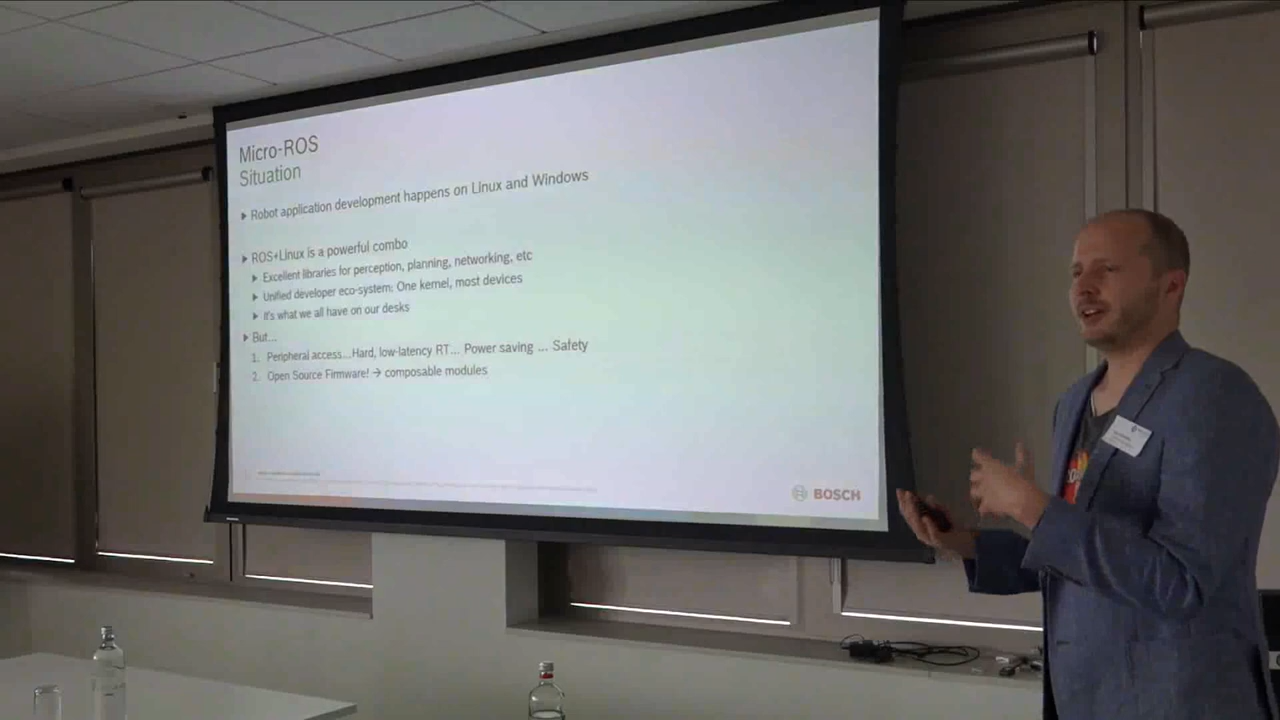 Micro-ROS
Situation
Robot application development happens on Linux and Windows
ROS+Linux is a powerful combo
Excellent libraries for perception, planning, networking, etc
Unified developer eco-system: One kernel, most devices
It's what we all have on our desks
But...
1. Peripheral access...Hard, low-latency RT... Power saving ... Safety
2. Open Source Firmware! → composable modules
BOSCH